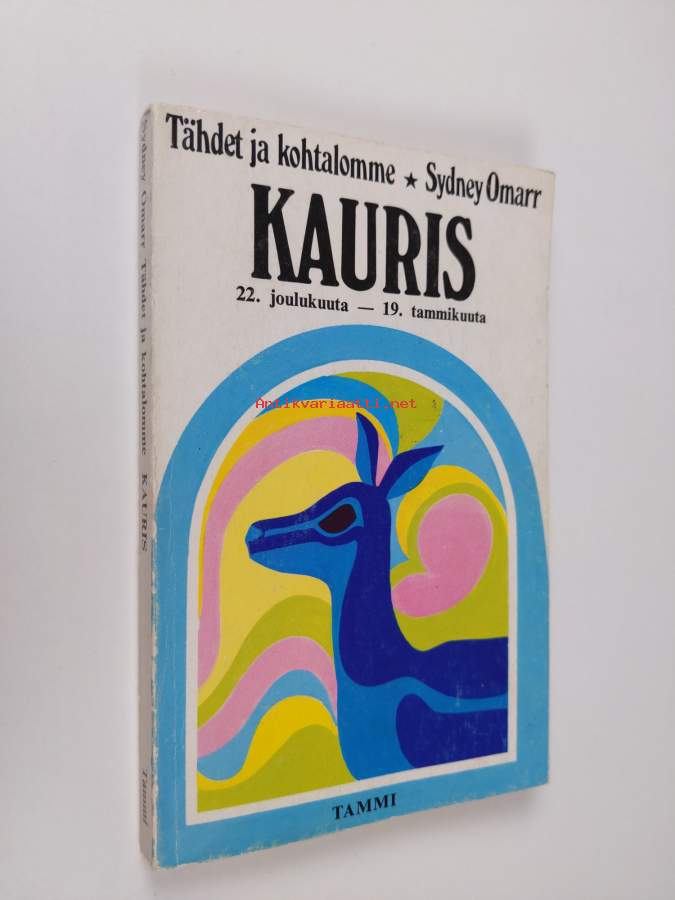 Tähdet ja kohtalomme ★ Sydney Omarr
KAURIS
22. joulukuuta — 19. tammikuuta
Antikvariaatti.net
TAMMI
Sydney Omarr Tähdet ja kohtalomme KAURIS Tammi